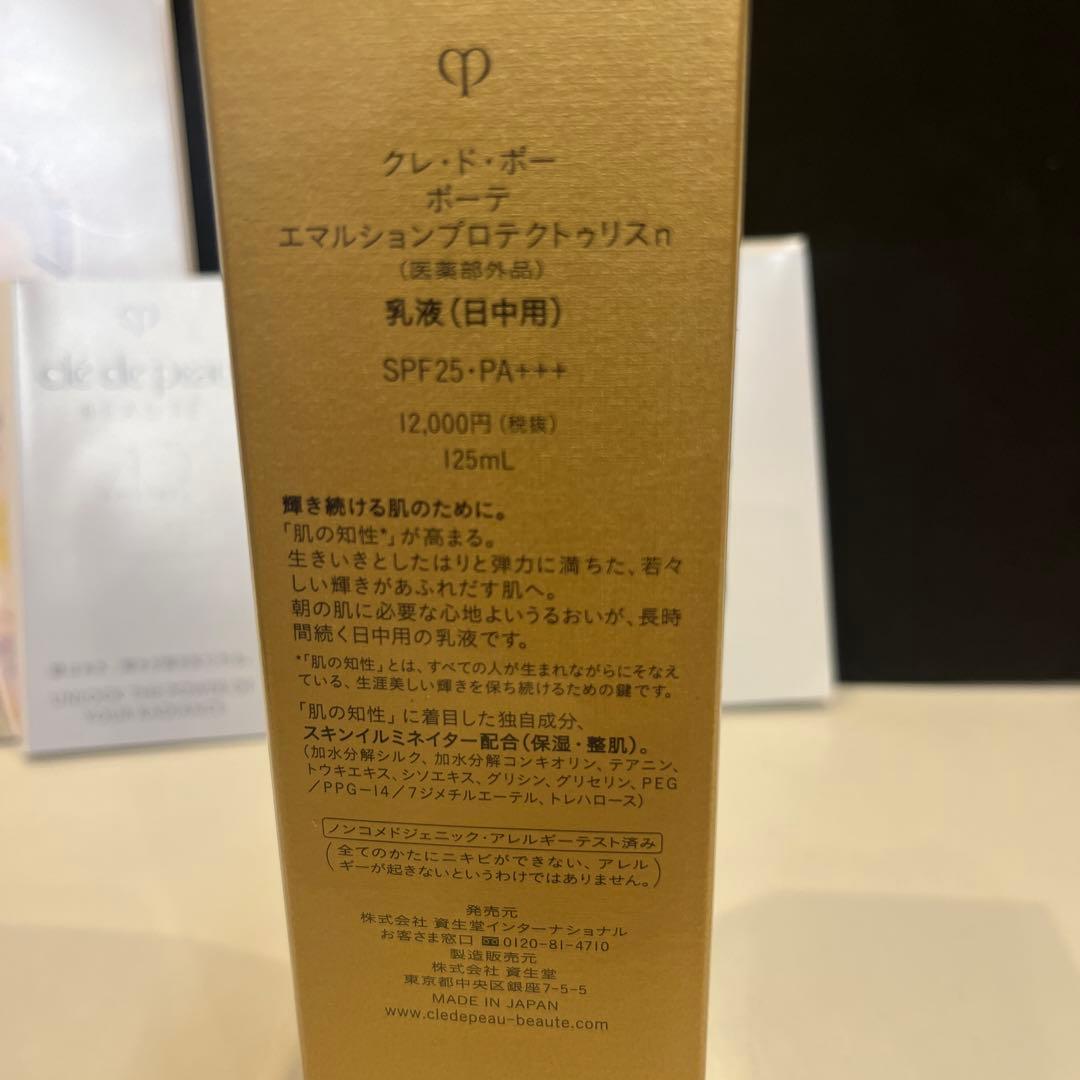 クレ・ド・ポー
ボーテ
エマルションプロテクトゥリスn
（医薬部外品）
乳液（日中用）
SPF25・PA+++
12,000円（税抜）
125mL
輝き続ける肌のために。
「肌の知性*」が高まる。
生きいきとしたはりと弾力に満ちた、若々
しい輝きがあふれだす肌へ。
朝の肌に必要な心地よいうるおいが、長時
間続く日中用の乳液です。
*「肌の知性」とは、すべての人が生まれながらにそなえ
ている、生涯美しい輝きを保ち続けるための鍵です。
「肌の知性」に着目した独自成分、
スキンイルミネイター配合（保湿・整肌）。
（加水分解シルク、加水分解コンキオリン、テアニン、
トウキエキス、シソエキス、グリシン、グリセリン、PEG
／PPG－14／7ジメチルエーテル、トレハロース）
ノンコメドジェニック・アレルギーテスト済み
（全てのかたにニキビができない、アレル
ギーが起きないというわけではありません。）
発売元
株式会社 資生堂インターナショナル
お客さま窓口 0120-81-4710
製造販売元
株式会社 資生堂
東京都中央区銀座7-5-5
MADE IN JAPAN
www.cledepeau-beaute.com
clé de peau
BEAUTÉ
YOUR RADIANCE